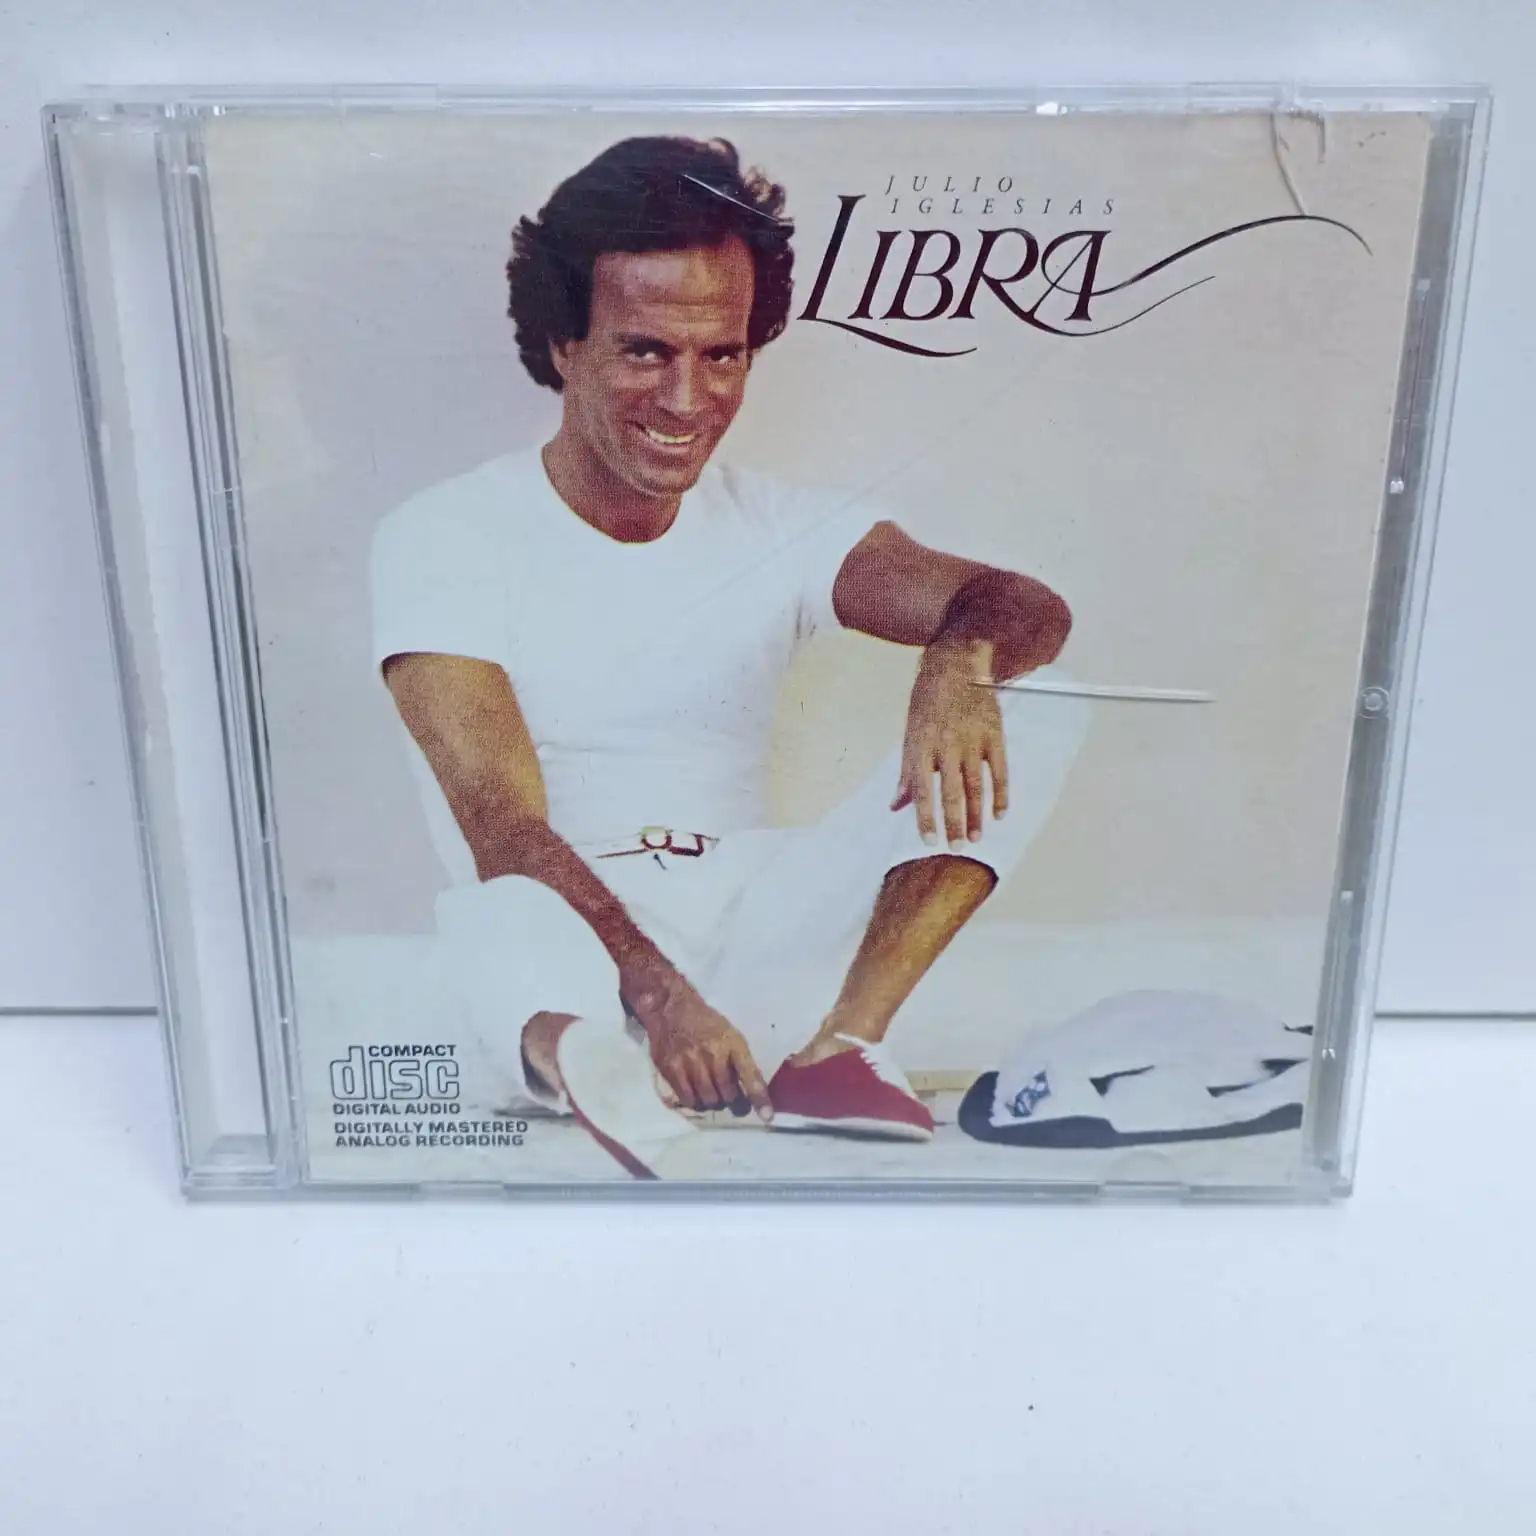 JULIO
IGLESIAS
LIBRA
COMPACT
disc
DIGITAL AUDIO
DIGITALLY MASTERED
ANALOG RECORDING